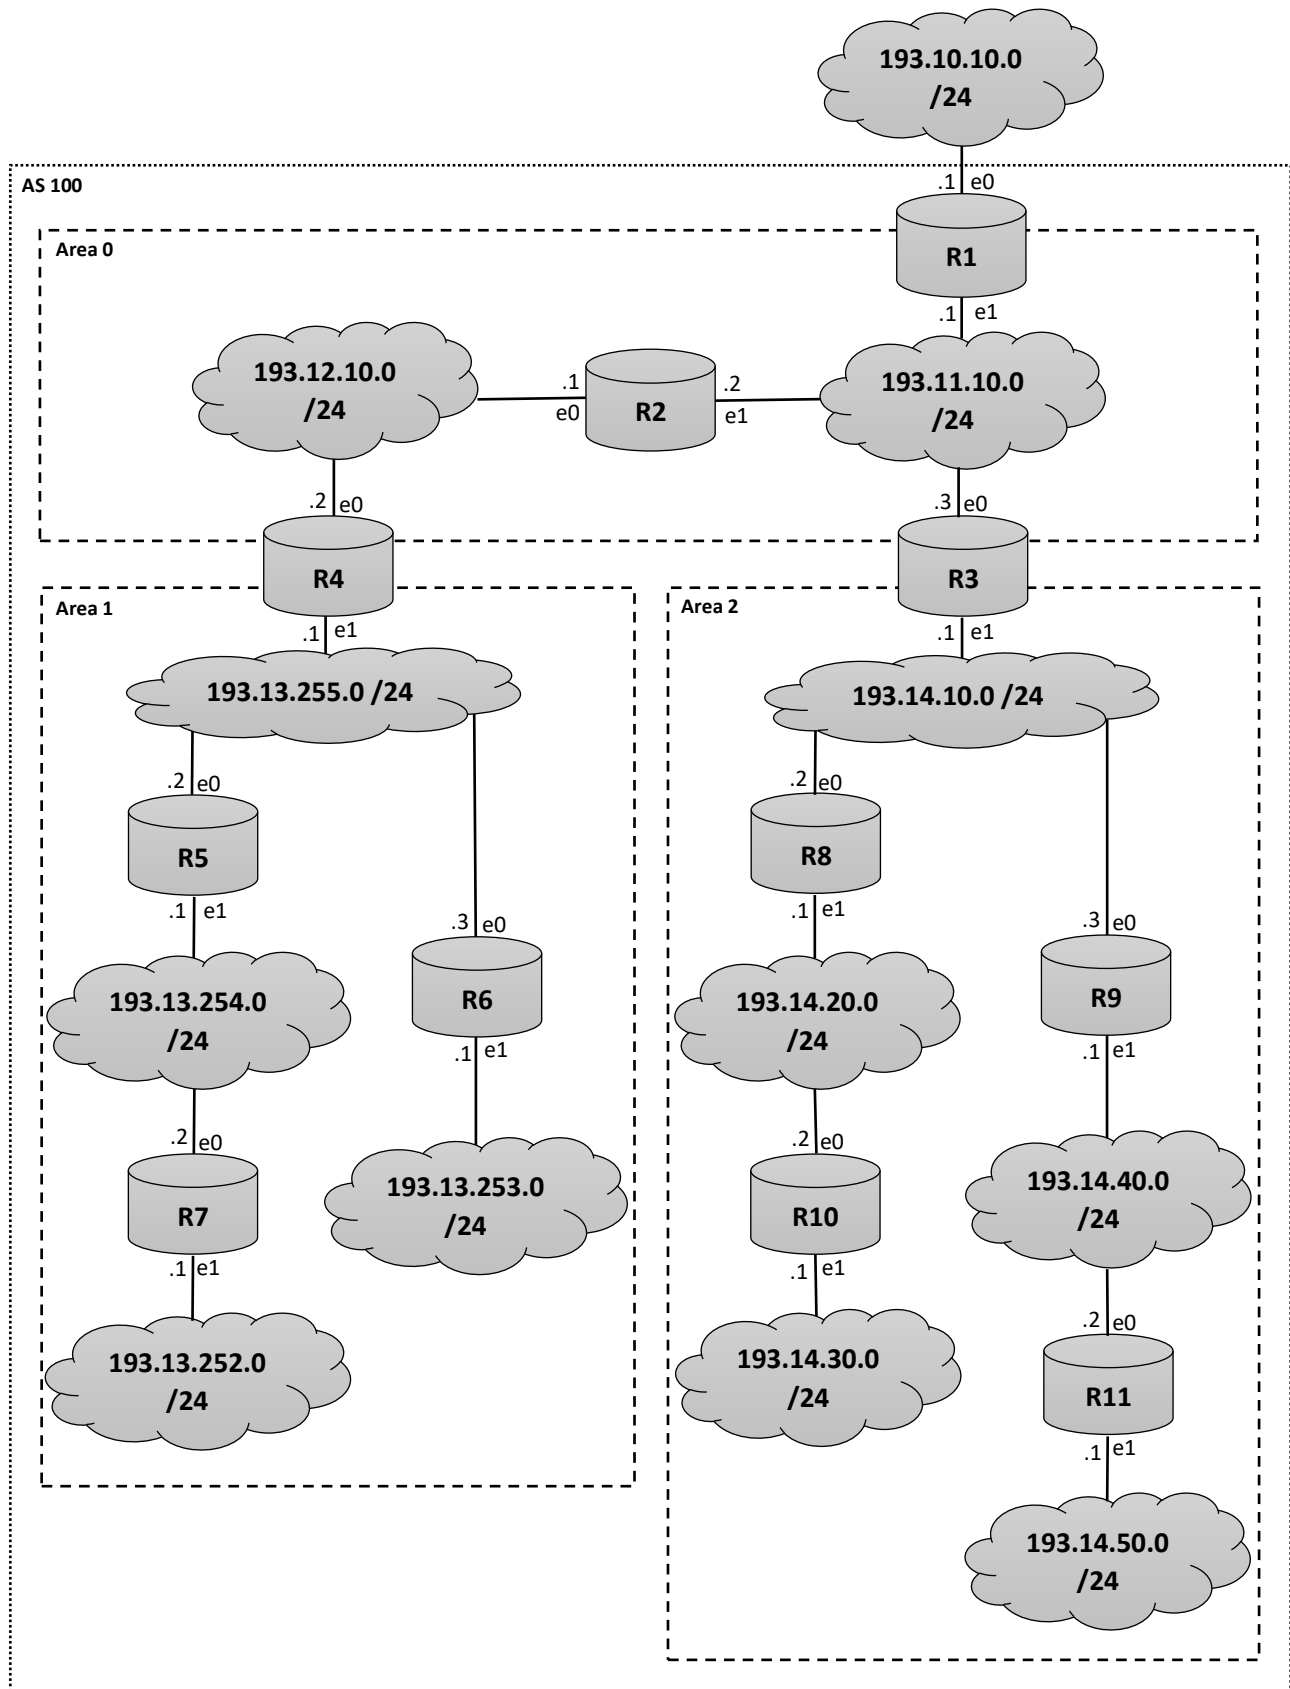 193.10.10.0
/24
AS 100
.1 e0
Area 0
R1
.1 e1
193.12.10.0
/24
.1
e0
R2
.2
e1
193.11.10.0
/24
.2 e0
.3 e0
R4
R3
Area 1
.1 e1
Area 2
.1 e1
193.13.255.0 /24
193.14.10.0 /24
.2 e0
R5
.1 e1
.3 e0
R6
.1 e1
193.13.254.0
/24
.2 e0
R7
.1 e1
193.13.253.0
/24
193.13.252.0
/24
.2 e0
R8
.1 e1
.3 e0
R9
.1 e1
193.14.20.0
/24
.2 e0
R10
.1 e1
193.14.40.0
/24
193.14.30.0
/24
.2 e0
R11
.1 e1
193.14.50.0
/24